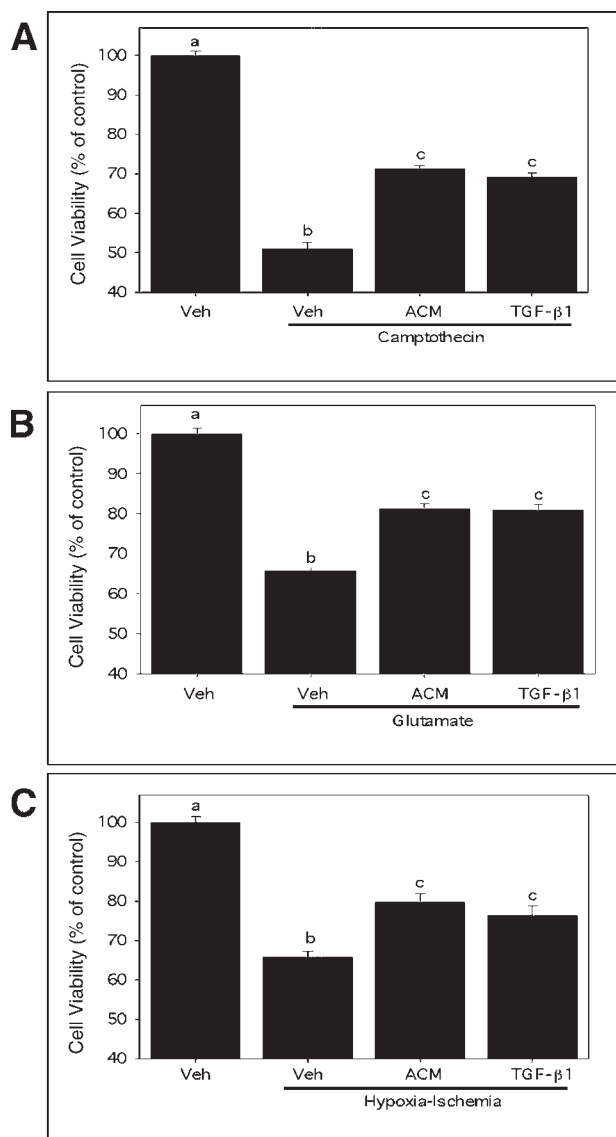 A
Cell Viability (% of control)
100
90
80
70
60
50
40
a
b
c
c
Veh
Veh
ACM
TGF-β1
Camptothecin
B
Cell Viability (% of control)
100
90
80
70
60
50
40
a
b
c
c
Veh
Veh
ACM
TGF-β1
Glutamate
C
Cell Viability (% of control)
100
90
80
70
60
50
40
a
b
c
c
Veh
Veh
ACM
TGF-β1
Hypoxia-Ischemia